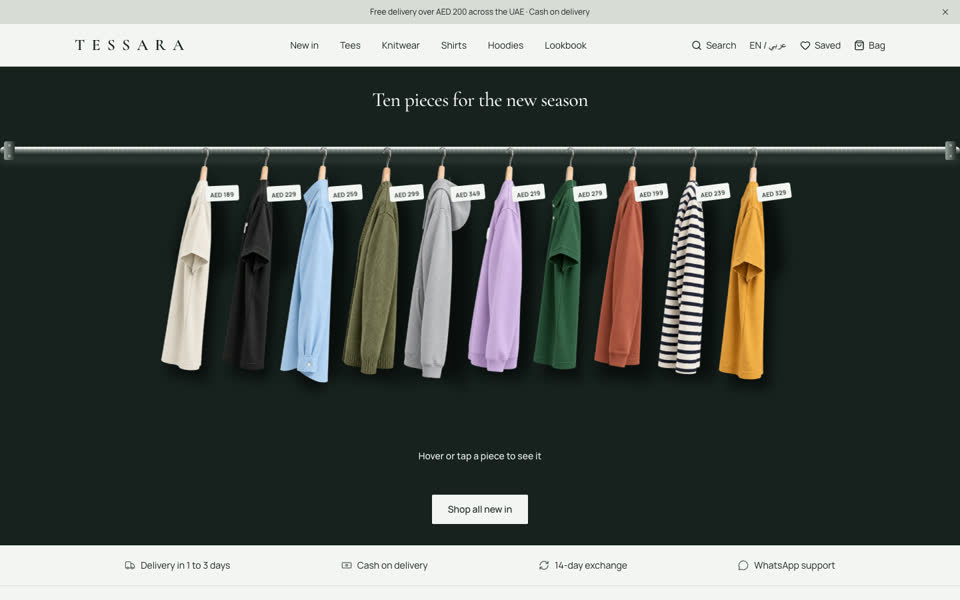 Free delivery over AED 200 across the UAE · Cash on delivery
TESSARA
New in Tees Knitwear Shirts Hoodies Lookbook
Search EN / عربي Saved Bag
Ten pieces for the new season
AED 189 AED 229 AED 259 AED 299 AED 349 AED 219 AED 279 AED 199 AED 239 AED 329
Hover or tap a piece to see it
Shop all new in
Delivery in 1 to 3 days Cash on delivery 14-day exchange WhatsApp support